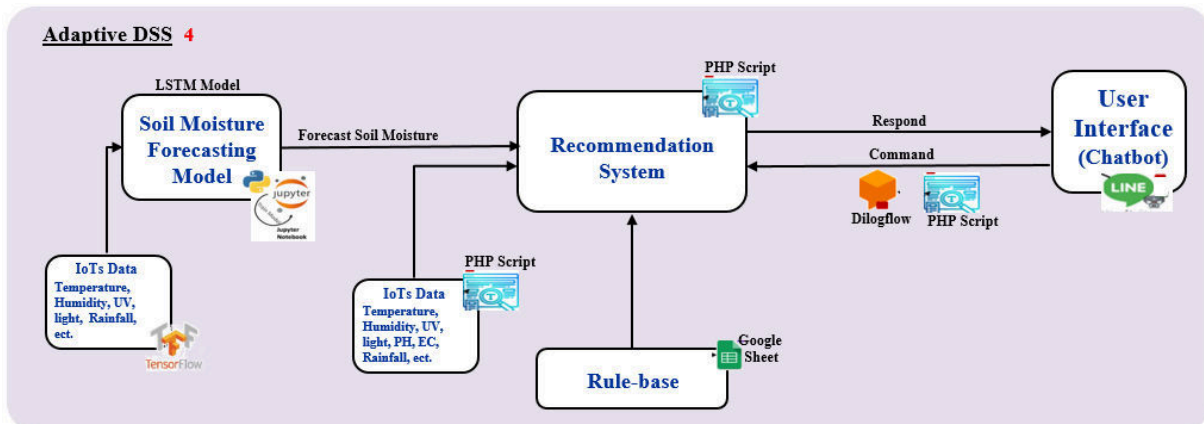 Adaptive DSS 4
LSTM Model
Soil Moisture
Forecasting
Model
jupyter
Jupyter
Notebook
Forecast Soil Moisture
IoTs Data
Temperature,
Humidity, UV,
light, Rainfall,
ect.
TensorFlow
PHP Script
IoTs Data
Temperature,
Humidity, UV,
light, PH, EC,
Rainfall, ect.
PHP Script
Recommendation
System
Rule-base
Google
Sheet
Respond
Command
Dilogflow
PHP Script
User
Interface
(Chatbot)
LINE